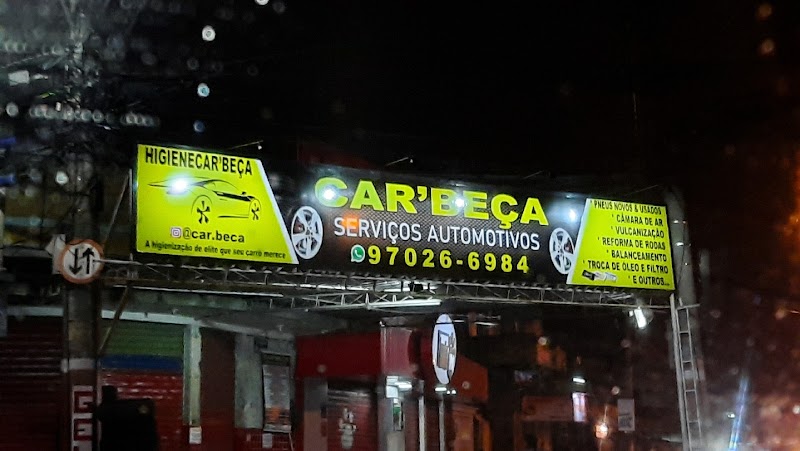 HIGIENECAR'BEÇA
@car.beca
A higienização de elite que seu carro merece
CAR'BEÇA
SERVIÇOS AUTOMOTIVOS
97026-6984
' PNEUS NOVOS & USADOS
' CÂMARA DE AR
' VULCANIZAÇÃO
' REFORMA DE RODAS
' BALANCEAMENTO
' TROCA DE ÓLEO E FILTRO
' E OUTROS...
G
E